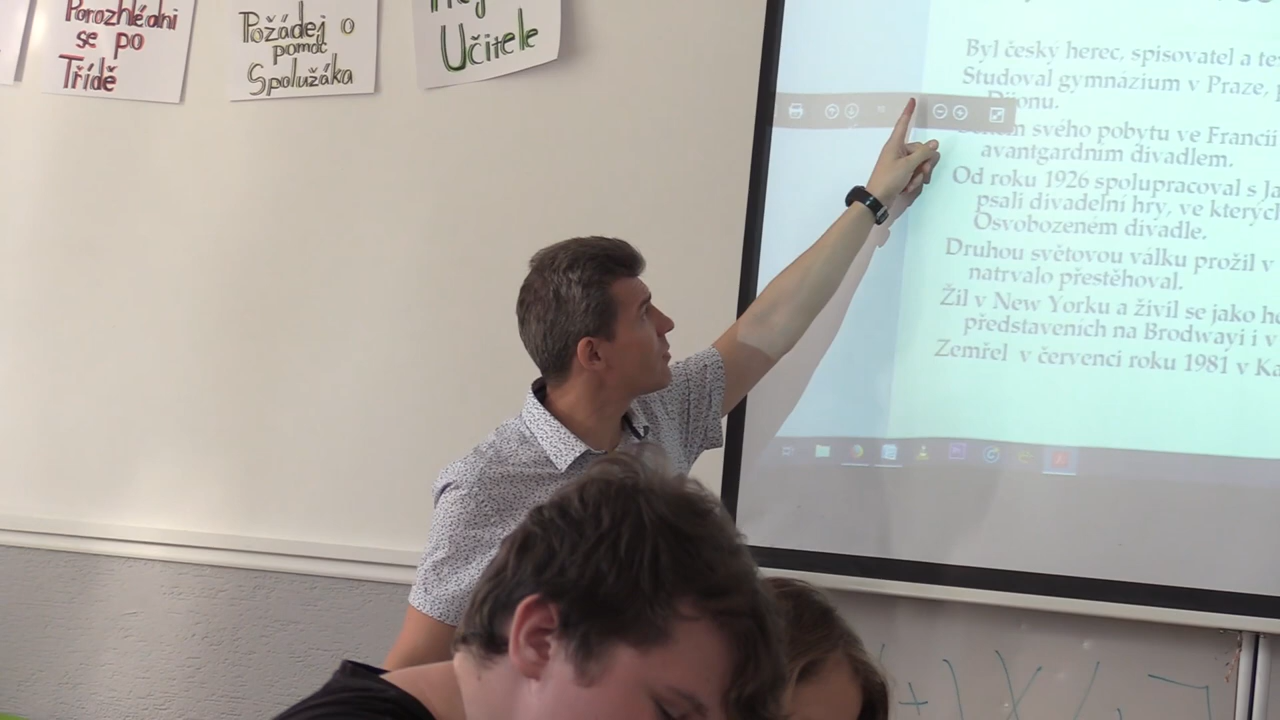 Porozhlédni
se po
Třídě
Požádej o
pomoc
Spolužáka
Učitele
Byl český herec, spisovatel a te
Studoval gymnázium v Praze, p
Dijonu.
svého pobytu ve Francii
avantgardním divadlem.
Od roku 1926 spolupracoval s Ja
psali divadelní hry, ve kterých
Osvobozeném divadle.
Druhou světovou válku prožil v
natrvalo přestěhoval.
Žil v New Yorku a živil se jako he
představeních na Brodwayi i v
Zemřel v červenci roku 1981 v Ka